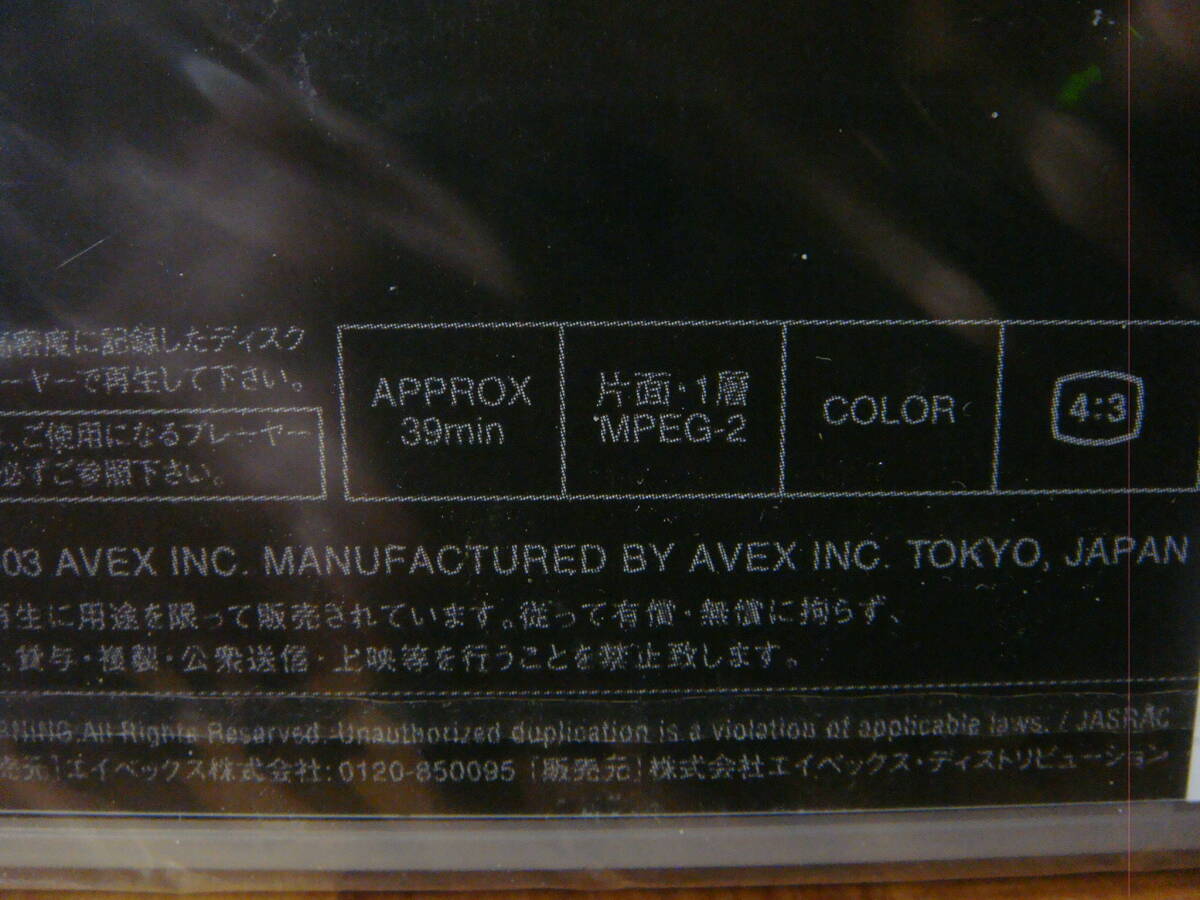 密度に記録したディスク
ーヤーで再生して下さい。
ご使用になるプレーヤー
必ずご参照下さい。
APPROX
39min
片面・1層
MPEG-2
COLOR
4:3
03 AVEX INC. MANUFACTURED BY AVEX INC. TOKYO, JAPAN
再生に用途を限って販売されています。従って有償・無償に拘らず、
、賃与・複製・公衆送信・上映等を行うことを禁止致します。
RNING All Rights Reserved. Unauthorized duplication is a violation of applicable laws. / JASRAC
売元]エイベックス株式会社:0120-850095 [販売元]株式会社エイベックス・ディストリビューション